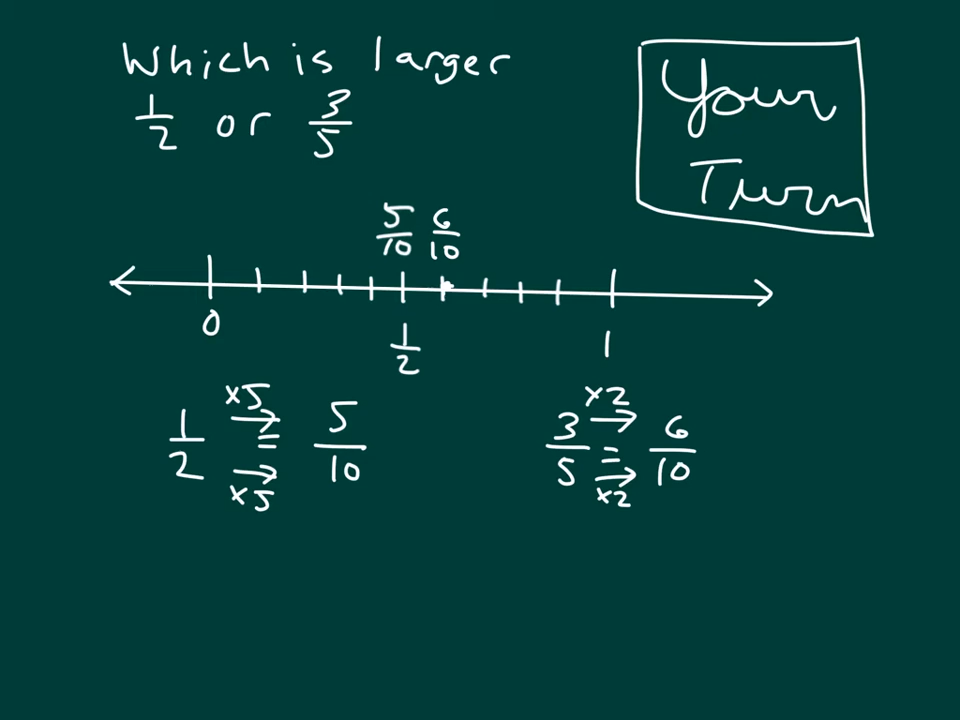 Which is larger
1/2 or 3/5
Your
Turn
5/10 6/10
0 1/2 1
1/2 ×5 = ×5 5/10
3/5 ×2 = ×2 6/10